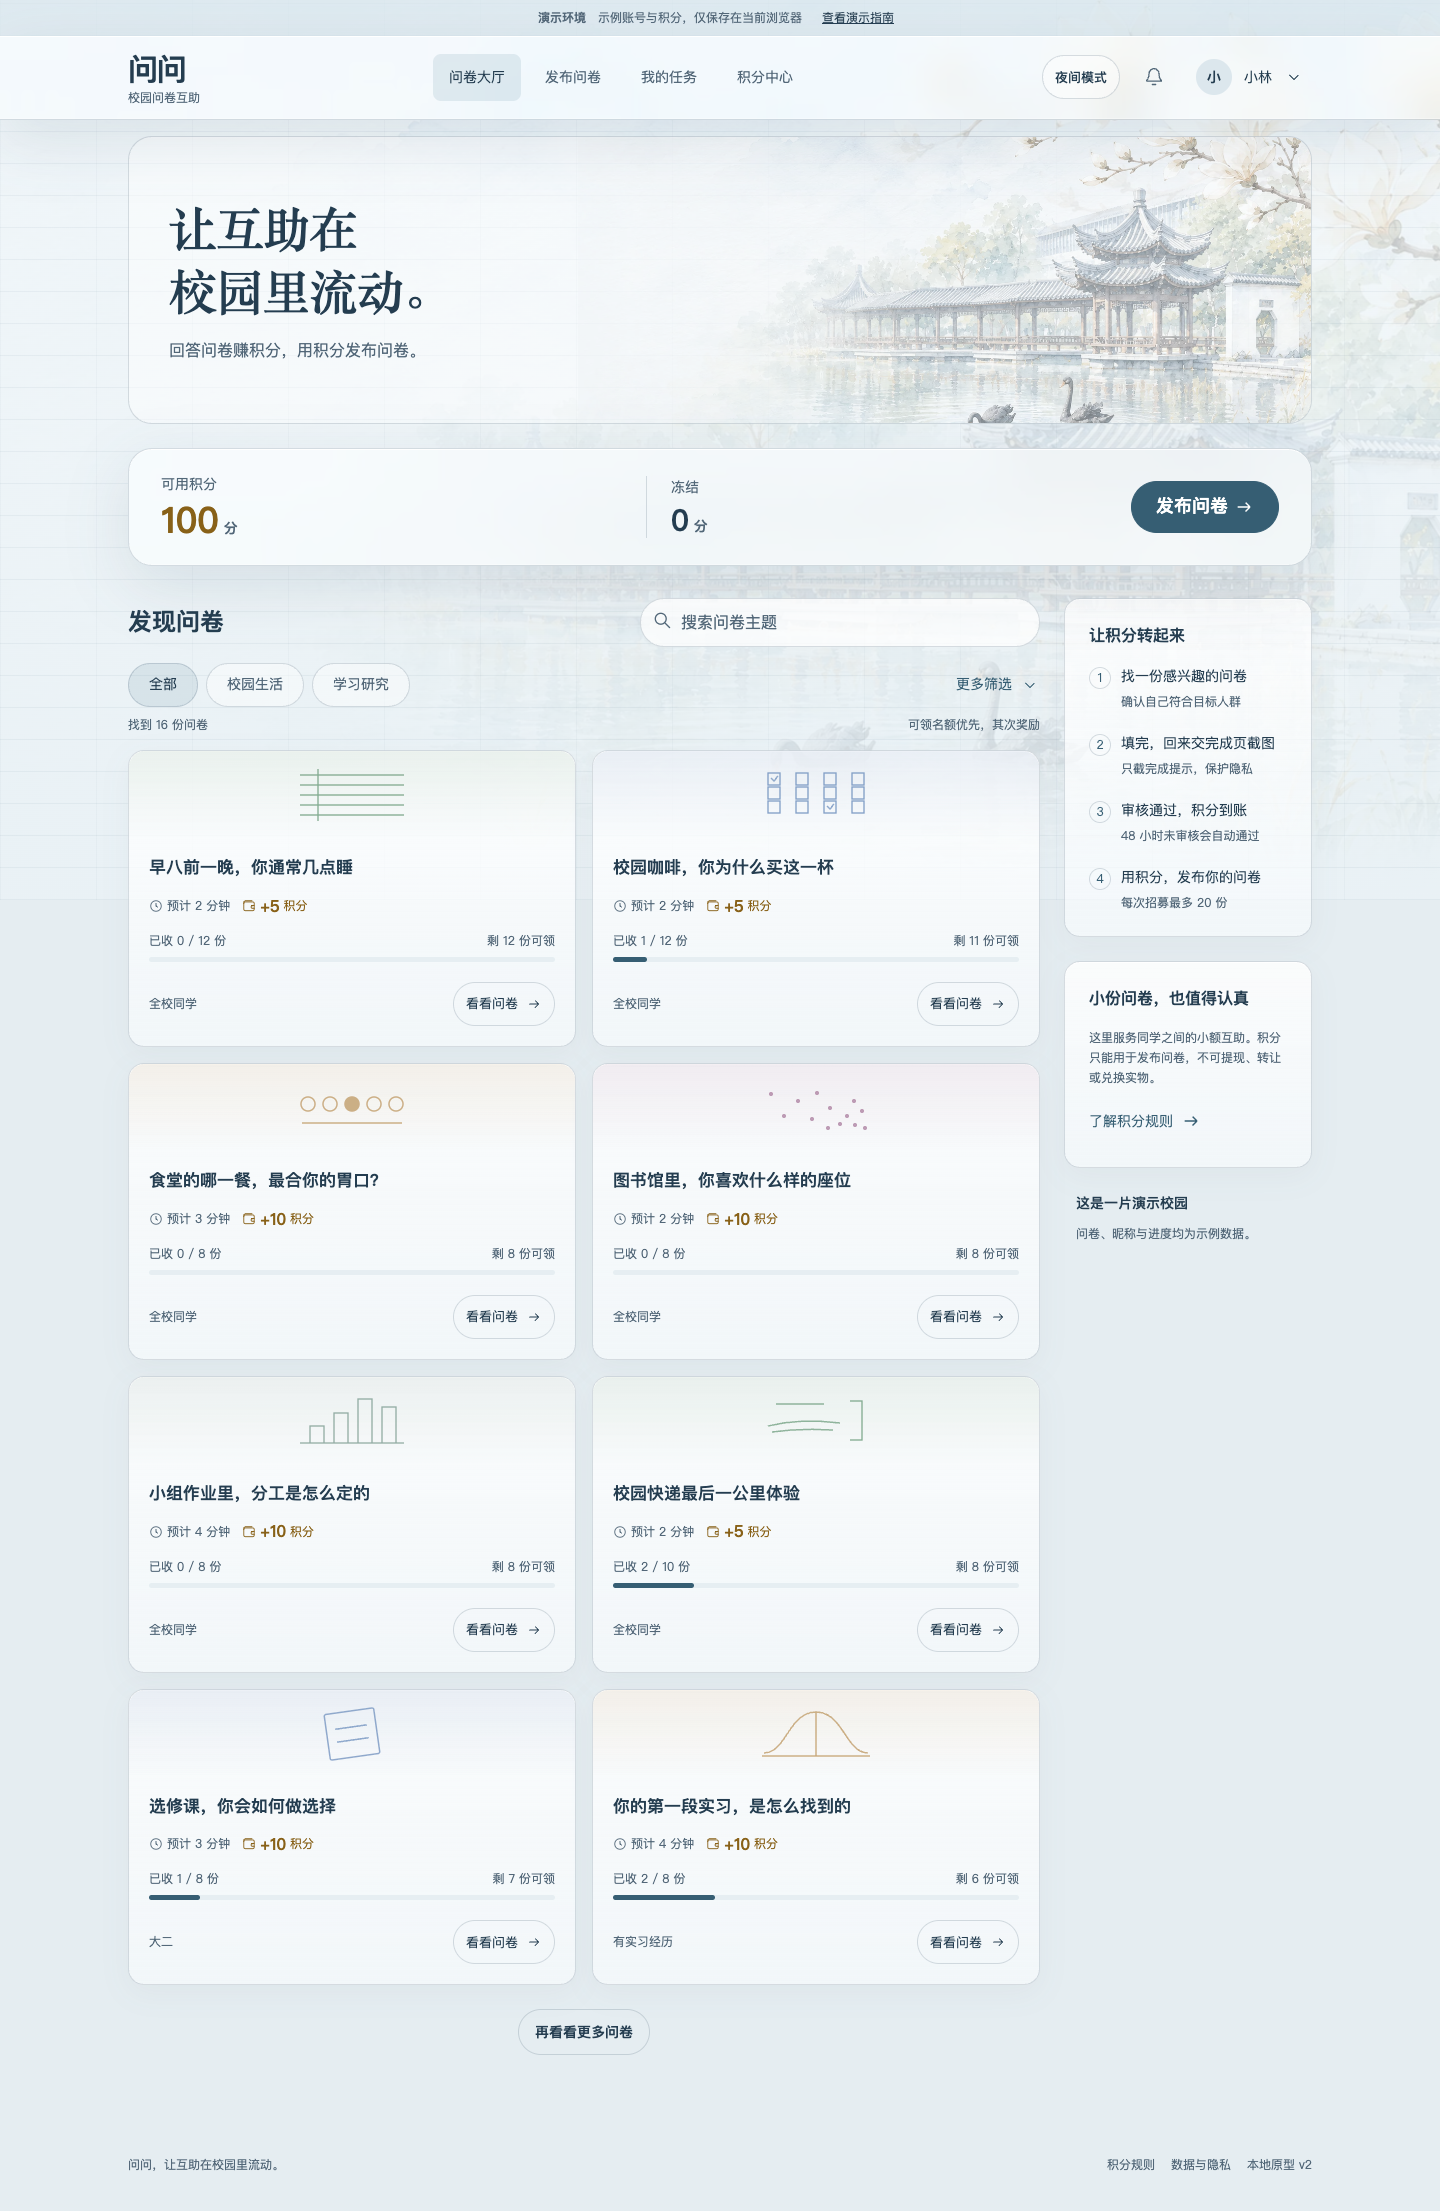 演示环境 示例账号与积分，仅保存在当前浏览器 查看演示指南
问问
校园问卷互助
问卷大厅 发布问卷 我的任务 积分中心
夜间模式 小 小林
让互助在
校园里流动。
回答问卷赚积分，用积分发布问卷。
可用积分
100 分
冻结
0 分
发布问卷 →
发现问卷
搜索问卷主题
全部 校园生活 学习研究
更多筛选
找到 16 份问卷
可领名额优先，其次奖励
早八前一晚，你通常几点睡
预计 2 分钟 +5 积分
已收 0 / 12 份 剩 12 份可领
全校同学 看看问卷 →
校园咖啡，你为什么买这一杯
预计 2 分钟 +5 积分
已收 1 / 12 份 剩 11 份可领
全校同学 看看问卷 →
食堂的哪一餐，最合你的胃口?
预计 3 分钟 +10 积分
已收 0 / 8 份 剩 8 份可领
全校同学 看看问卷 →
图书馆里，你喜欢什么样的座位
预计 2 分钟 +10 积分
已收 0 / 8 份 剩 8 份可领
全校同学 看看问卷 →
小组作业里，分工是怎么定的
预计 4 分钟 +10 积分
已收 0 / 8 份 剩 8 份可领
全校同学 看看问卷 →
校园快递最后一公里体验
预计 2 分钟 +5 积分
已收 2 / 10 份 剩 8 份可领
全校同学 看看问卷 →
选修课，你会如何做选择
预计 3 分钟 +10 积分
已收 1 / 8 份 剩 7 份可领
大二 看看问卷 →
你的第一段实习，是怎么找到的
预计 4 分钟 +10 积分
已收 2 / 8 份 剩 6 份可领
有实习经历 看看问卷 →
再看看更多问卷
让积分转起来
1 找一份感兴趣的问卷
确认自己符合目标人群
2 填完，回来交完成页截图
只截完成提示，保护隐私
3 审核通过，积分到账
48 小时未审核会自动通过
4 用积分，发布你的问卷
每次招募最多 20 份
小份问卷，也值得认真
这里服务同学之间的小额互助。积分
只能用于发布问卷，不可提现、转让
或兑换实物。
了解积分规则 →
这是一片演示校园
问卷、昵称与进度均为示例数据。
问问，让互助在校园里流动。
积分规则 数据与隐私 本地原型 v2